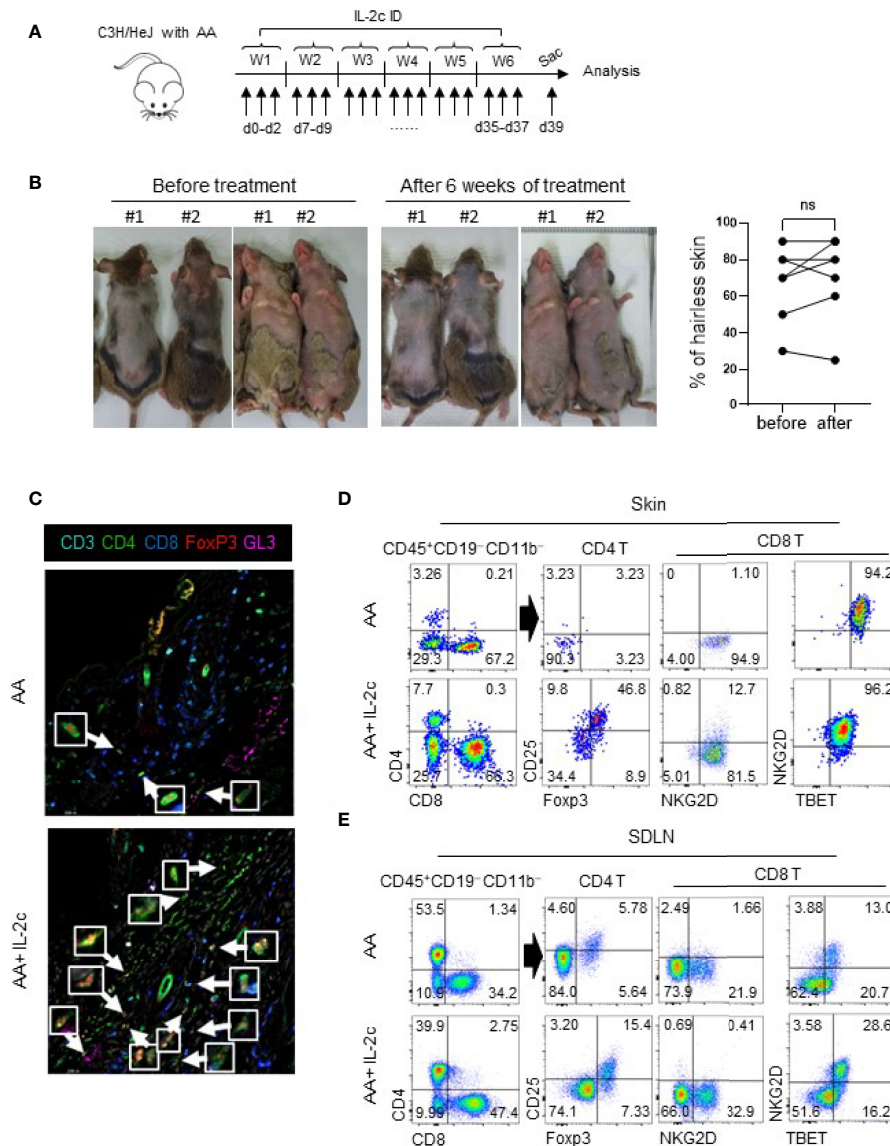 A
C3H/HeJ with AA
IL-2c ID
W1 W2 W3 W4 W5 W6 Sac
Analysis
d0-d2 d7-d9 ...... d35-d37 d39
B
Before treatment After 6 weeks of treatment
#1 #2 #1 #2 #1 #2 #1 #2
ns
% of hairless skin
100
80
60
40
20
0
before after
C
CD3 CD4 CD8 FoxP3 GL3
AA
AA+ IL-2c
D
Skin
CD45+CD19− CD11b− CD4 T CD8 T
AA
3.26 0.21 3.23 3.23 0 1.10 94.2
29.3 67.2 90.3 3.23 4.00 94.9
AA+ IL-2c
7.7 0.3 9.8 46.8 0.82 12.7 96.2
25.7 66.3 34.4 8.9 5.01 81.5
CD4 CD25 NKG2D
CD8 Foxp3 NKG2D TBET
E
SDLN
CD45+CD19− CD11b− CD4 T CD8 T
AA
53.5 1.34 4.60 5.78 2.49 1.66 3.88 13.0
10.9 34.2 84.0 5.64 73.9 21.9 62.4 20.7
AA+ IL-2c
39.9 2.75 3.20 15.4 0.69 0.41 3.58 28.6
9.99 47.4 74.1 7.33 66.0 32.9 51.6 16.2
CD4 CD25 NKG2D
CD8 Foxp3 NKG2D TBET